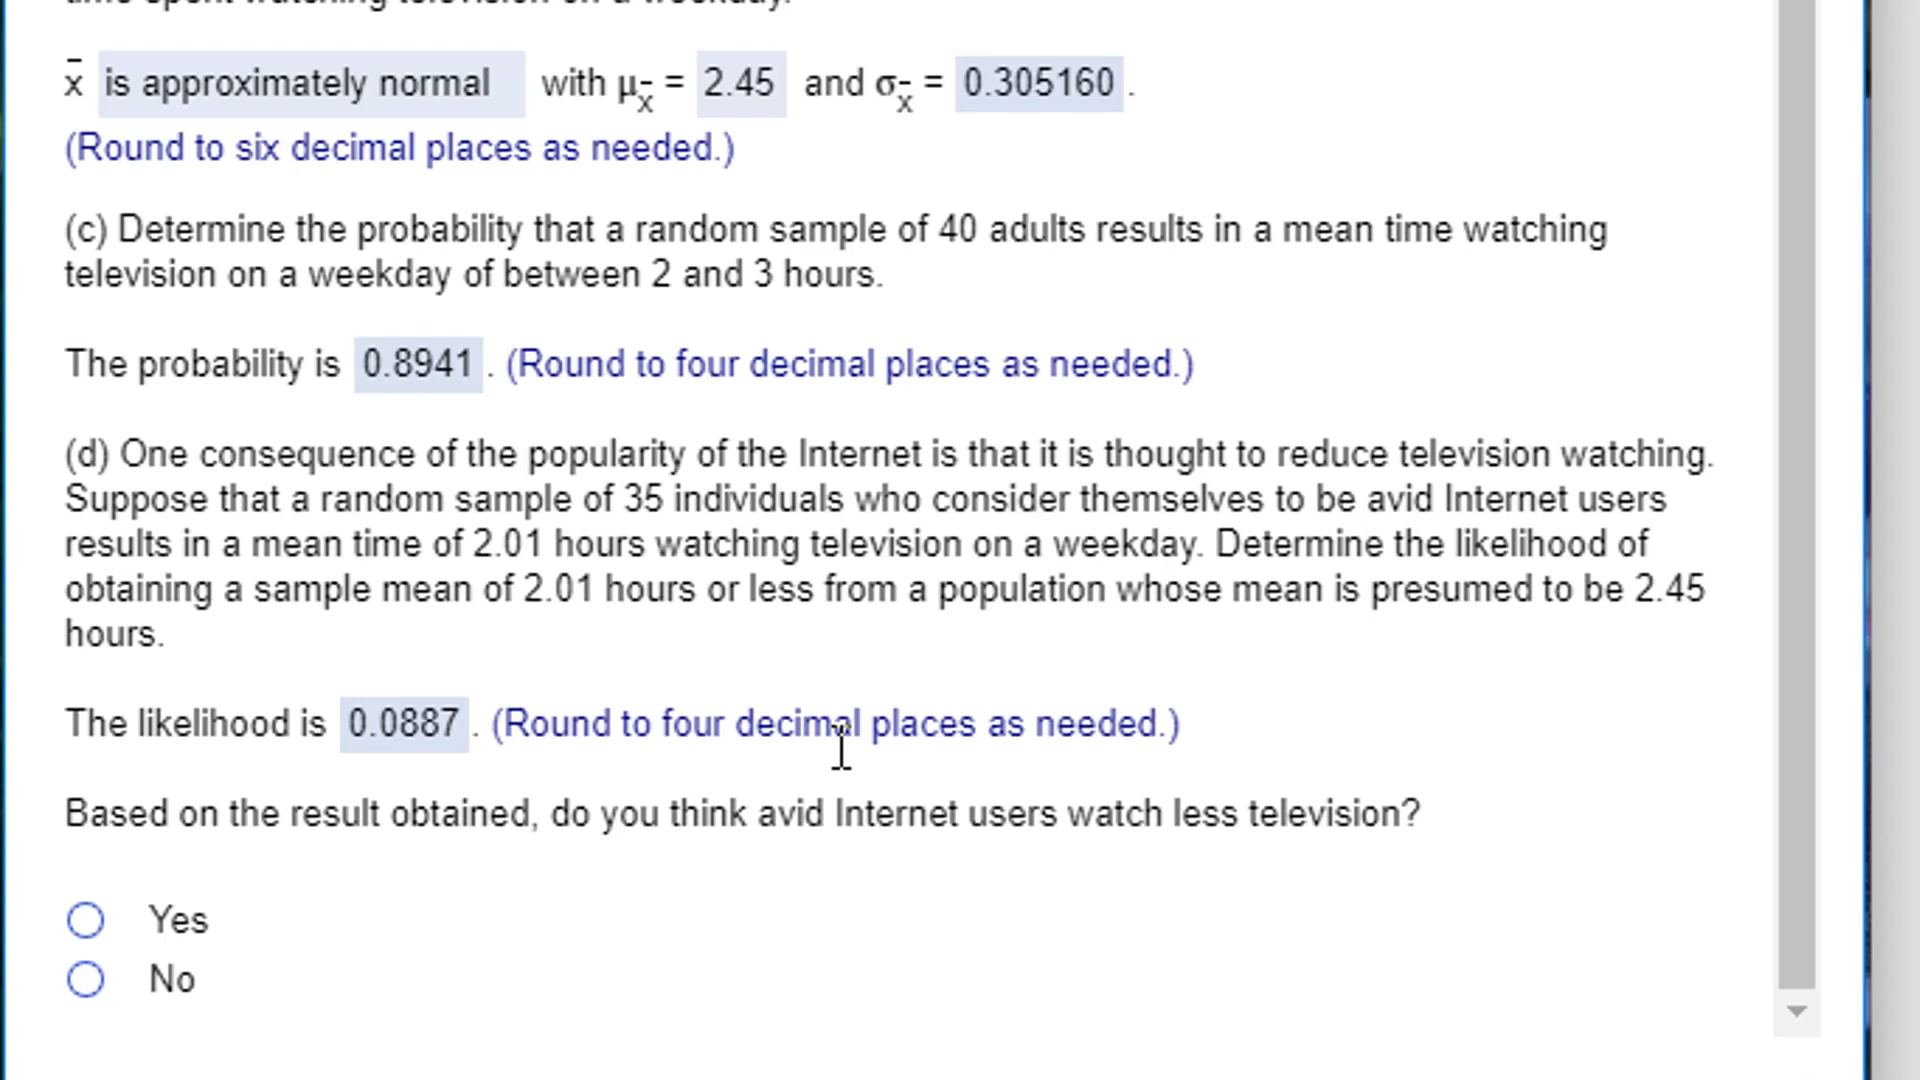 time spent watching television on a weekday.
x̄ is approximately normal with μx̄ = 2.45 and σx̄ = 0.305160.
(Round to six decimal places as needed.)
(c) Determine the probability that a random sample of 40 adults results in a mean time watching
television on a weekday of between 2 and 3 hours.
The probability is 0.8941. (Round to four decimal places as needed.)
(d) One consequence of the popularity of the Internet is that it is thought to reduce television watching.
Suppose that a random sample of 35 individuals who consider themselves to be avid Internet users
results in a mean time of 2.01 hours watching television on a weekday. Determine the likelihood of
obtaining a sample mean of 2.01 hours or less from a population whose mean is presumed to be 2.45
hours.
The likelihood is 0.0887. (Round to four decimal places as needed.)
Based on the result obtained, do you think avid Internet users watch less television?
Yes
No